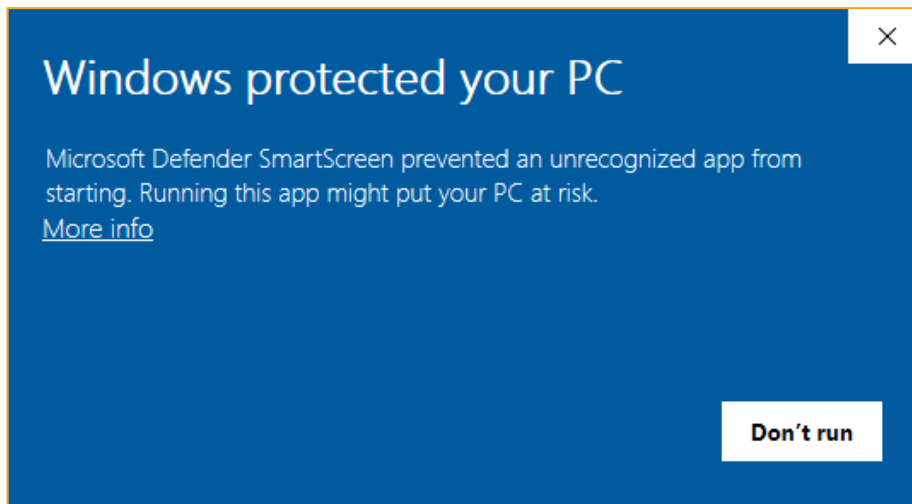 Windows protected your PC
Microsoft Defender SmartScreen prevented an unrecognized app from
starting. Running this app might put your PC at risk.
More info
Don’t run